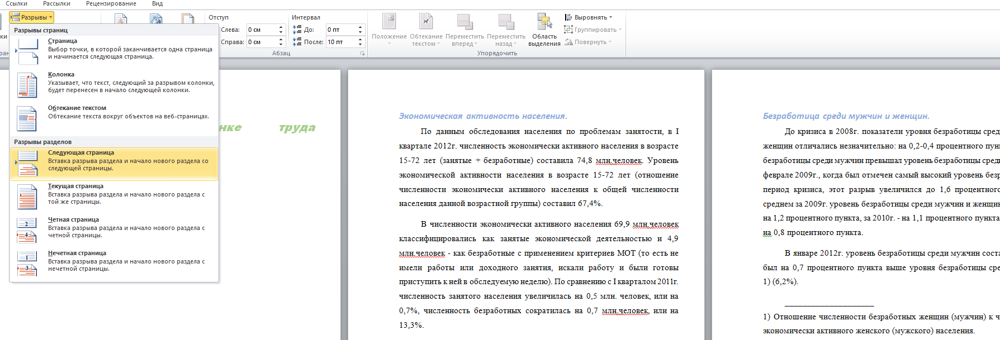 Ссылки Рассылки Рецензирование Вид
Разрывы
Разрывы страниц
Страница
Выбор точки, в которой заканчивается одна страница
и начинается следующая страница.
Колонка
Указывает, что текст, следующий за разрывом колонки,
будет перенесен в начало следующей колонки.
Обтекание текстом
Обтекание текста вокруг объектов на веб-страницах.
Разрывы разделов
Следующая страница
Вставка разрыва раздела и начало нового раздела со
следующей страницы.
Текущая страница
Вставка разрыва раздела и начало нового раздела с
той же страницы.
Четная страница
Вставка разрыва раздела и начало нового раздела с
четной страницы.
Нечетная страница
Вставка разрыва раздела и начало нового раздела с
нечетной страницы.
2
4
1
3
Отступ
Слева: 0 см
Справа: 0 см
Интервал
До: 0 пт
После: 10 пт
Абзац
Положение
Обтекание
текстом
Переместить
вперед
Переместить
назад
Область
выделения
Выровнять
Группировать
Повернуть
Упорядочить
нке труда
Экономическая активность населения.
По данным обследования населения по проблемам занятости, в I
квартале 2012г. численность экономически активного населения в возрасте
15-72 лет (занятые + безработные) составила 74,8 млн.человек. Уровень
экономической активности населения в возрасте 15-72 лет (отношение
численности экономически активного населения к общей численности
населения данной возрастной группы) составил 67,4%.
В численности экономически активного населения 69,9 млн.человек
классифицировались как занятые экономической деятельностью и 4,9
млн.человек - как безработные с применением критериев МОТ (то есть не
имели работы или доходного занятия, искали работу и были готовы
приступить к ней в обследуемую неделю). По сравнению с I кварталом 2011г.
численность занятого населения увеличилась на 0,5 млн. человек, или на
0,7%, численность безработных сократилась на 0,7 млн.человек, или на
13,3%.
Безработица среди мужчин и женщин.
До кризиса в 2008г. показатели уровня безработицы сред
женщин отличались незначительно: на 0,2-0,4 процентного пун
безработицы среди мужчин превышал уровень безработицы сред
феврале 2009г., когда был отмечен самый высокий уровень безр
период кризиса, этот разрыв увеличился до 1,6 процентного
среднем за 2009г. уровень безработицы среди мужчин и женщин
на 1,2 процентного пункта, за 2010г. - на 1,1 процентного пункта
на 0,8 процентного пункта.
В январе 2012г. уровень безработицы среди мужчин соста
был на 0,7 процентного пункта выше уровня безработицы сре
1) (6,2%).
1) Отношение численности безработных женщин (мужчин) к ч
экономически активного женского (мужского) населения.